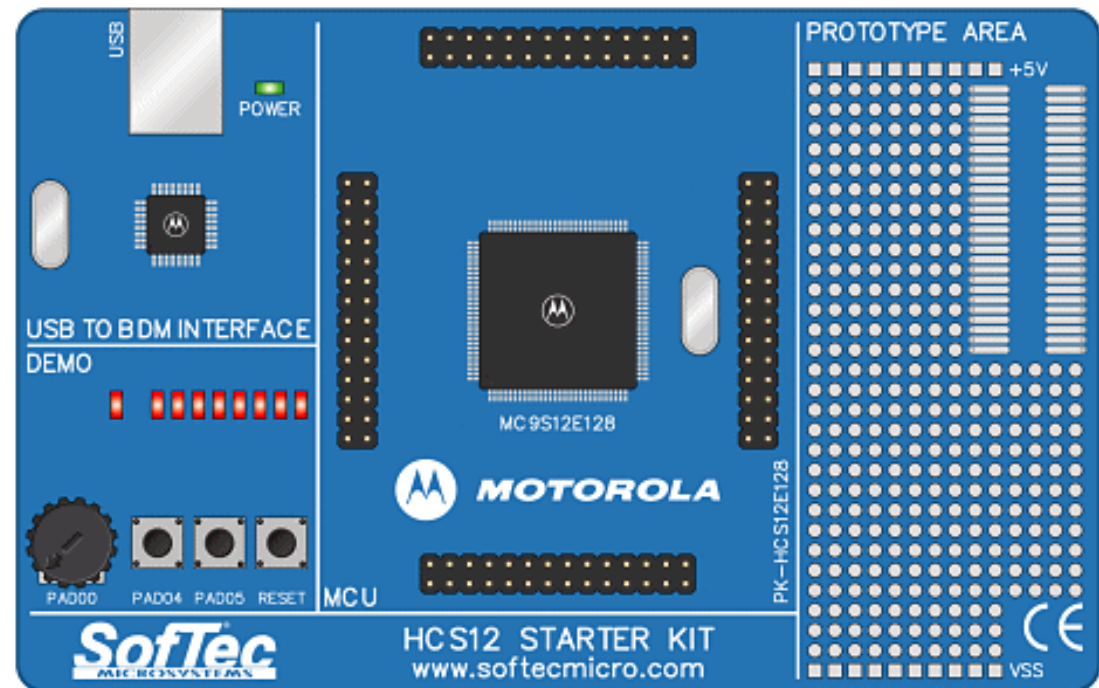 USB
POWER
USB TO BDM INTERFACE
DEMO
PAD00
PAD04
PAD05
RESET
MC9S12E128
MOTOROLA
MCU
PK-HCS12E128
PROTOTYPE AREA
+5V
VSS
CE
SofTec
MICROSYSTEMS
HCS12 STARTER KIT
www.softecmicro.com